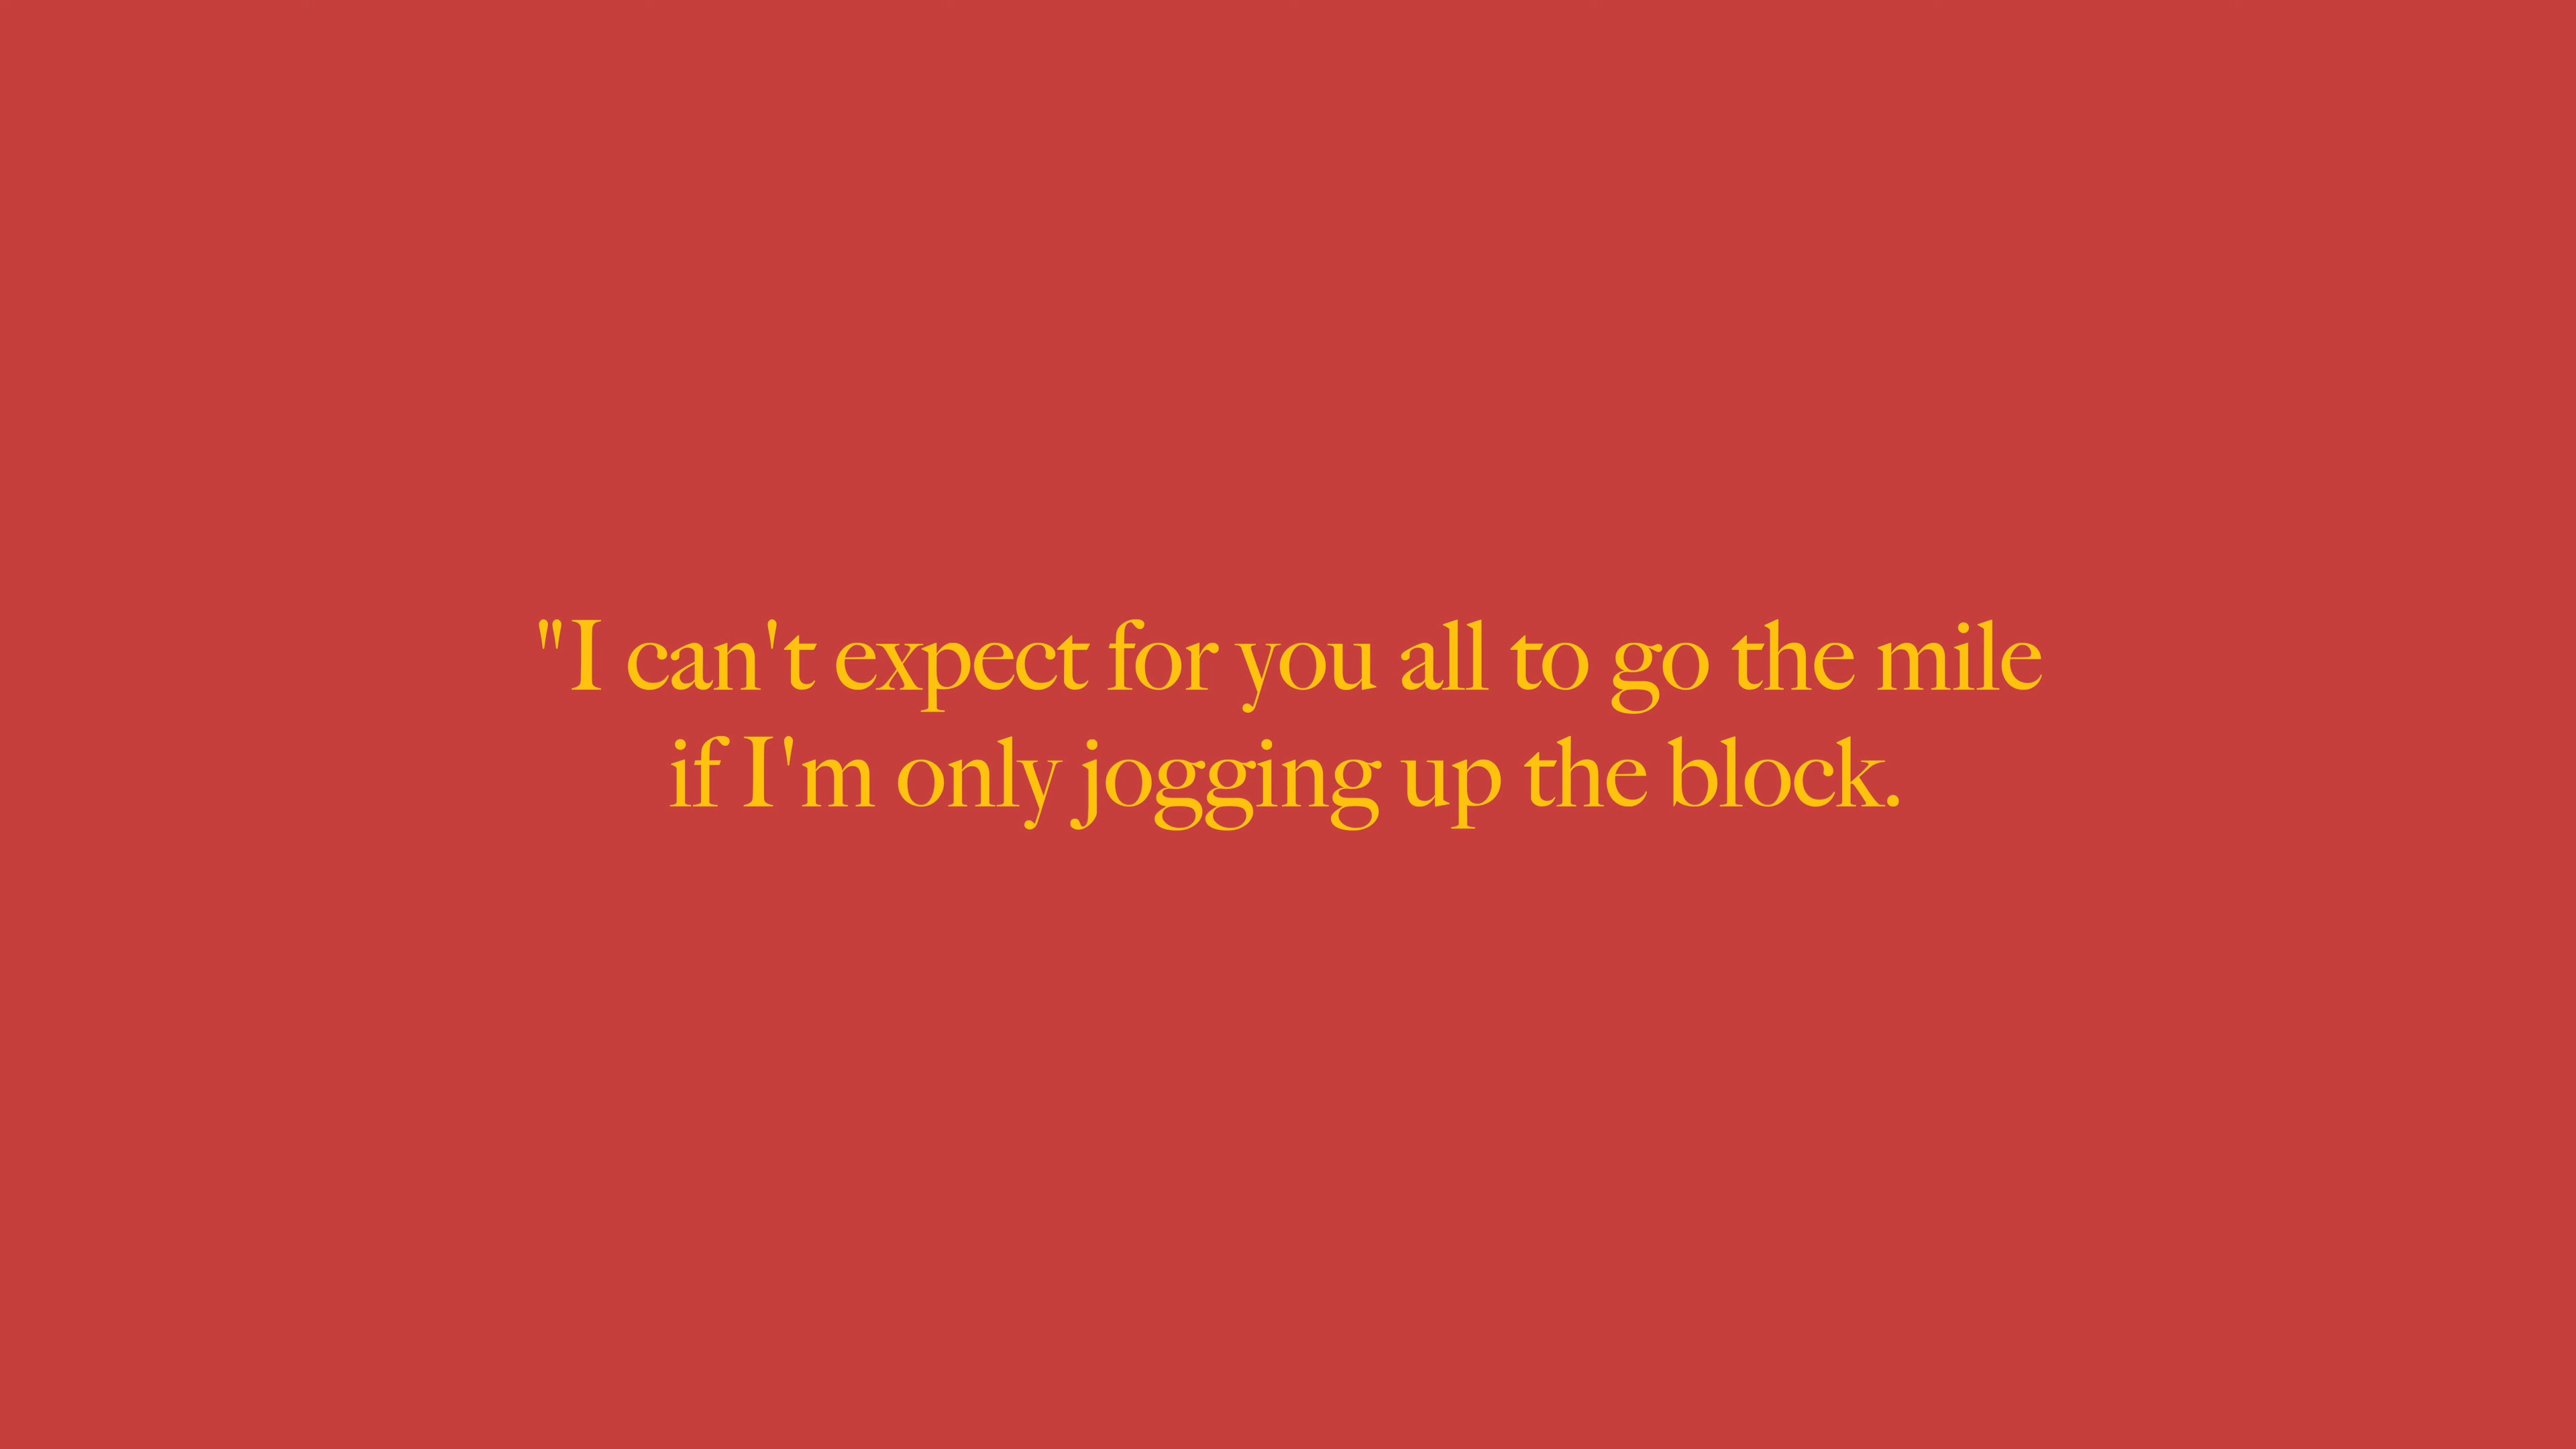 "I can't expect for you all to go the mile
if I'm only jogging up the block.